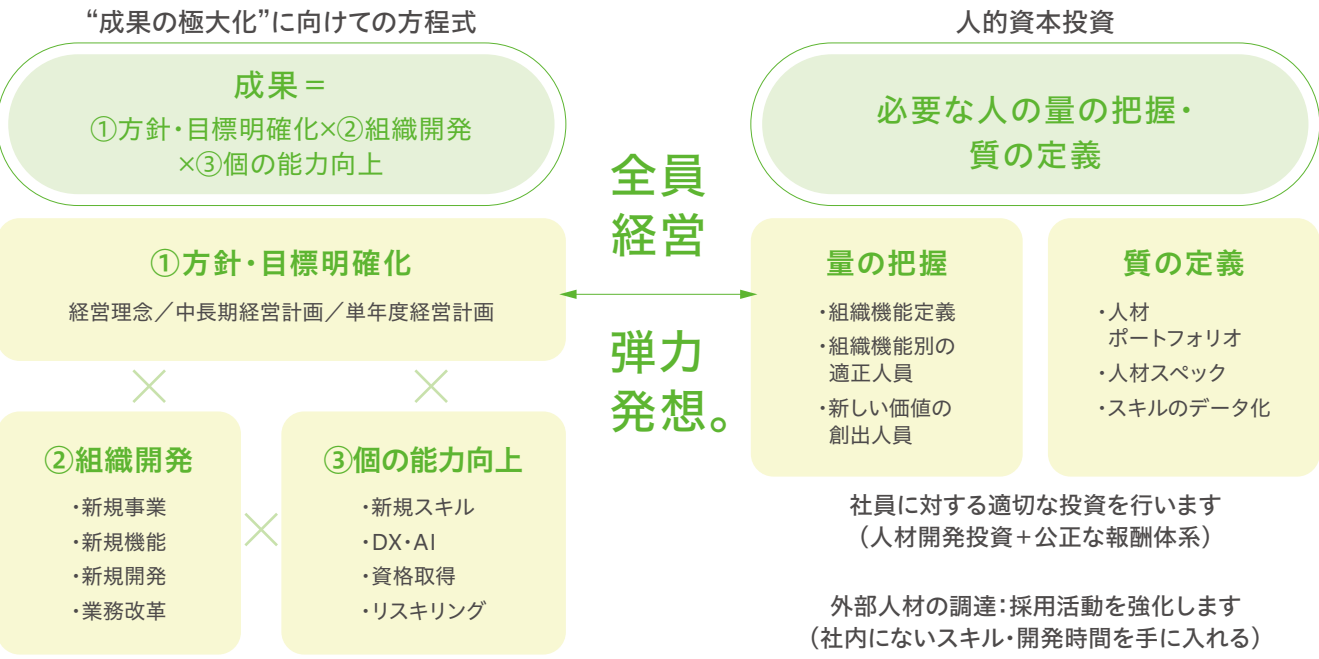 “成果の極大化”に向けての方程式
成果＝
①方針・目標明確化×②組織開発
×③個の能力向上
①方針・目標明確化
経営理念／中長期経営計画／単年度経営計画
×
×
②組織開発
・新規事業
・新規機能
・新規開発
・業務改革
×
③個の能力向上
・新規スキル
・DX・AI
・資格取得
・リスキリング
全員
経営
弾力
発想。
人的資本投資
必要な人の量の把握・
質の定義
量の把握
・組織機能定義
・組織機能別の
適正人員
・新しい価値の
創出人員
質の定義
・人材
ポートフォリオ
・人材スペック
・スキルのデータ化
社員に対する適切な投資を行います
（人材開発投資＋公正な報酬体系）
外部人材の調達：採用活動を強化します
（社内にないスキル・開発時間を手に入れる）